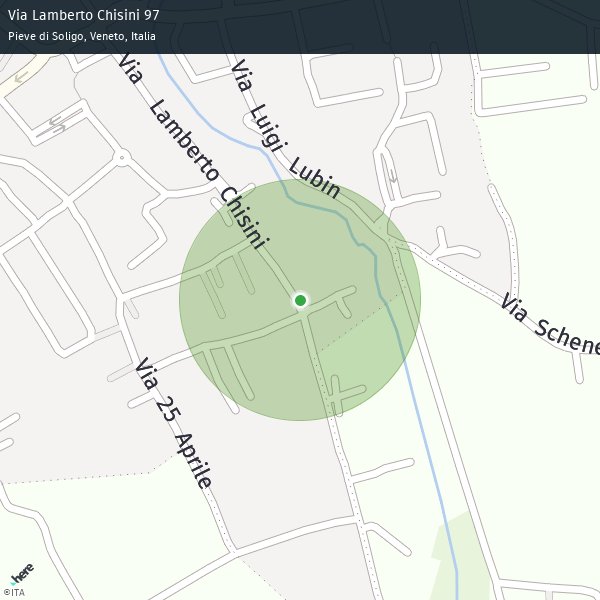 Via Lamberto Chisini 97
Pieve di Soligo, Veneto, Italia
Via Lamberto Chisini
Via Luigi Lubin
Via Schene
Via 25 Aprile
here
©ITA